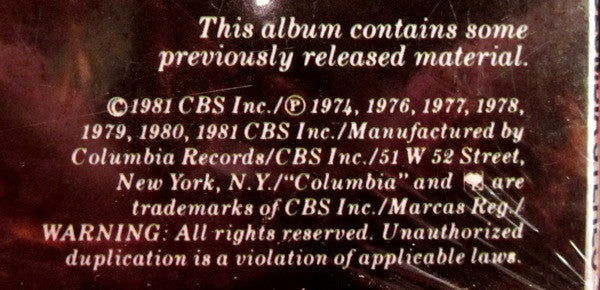 This album contains some
previously released material.
©1981 CBS Inc./℗ 1974, 1976, 1977, 1978,
1979, 1980, 1981 CBS Inc./Manufactured by
Columbia Records/CBS Inc./51 W 52 Street,
New York, N.Y./“Columbia” and are
trademarks of CBS Inc./Marcas Reg./
WARNING: All rights reserved. Unauthorized
duplication is a violation of applicable laws.